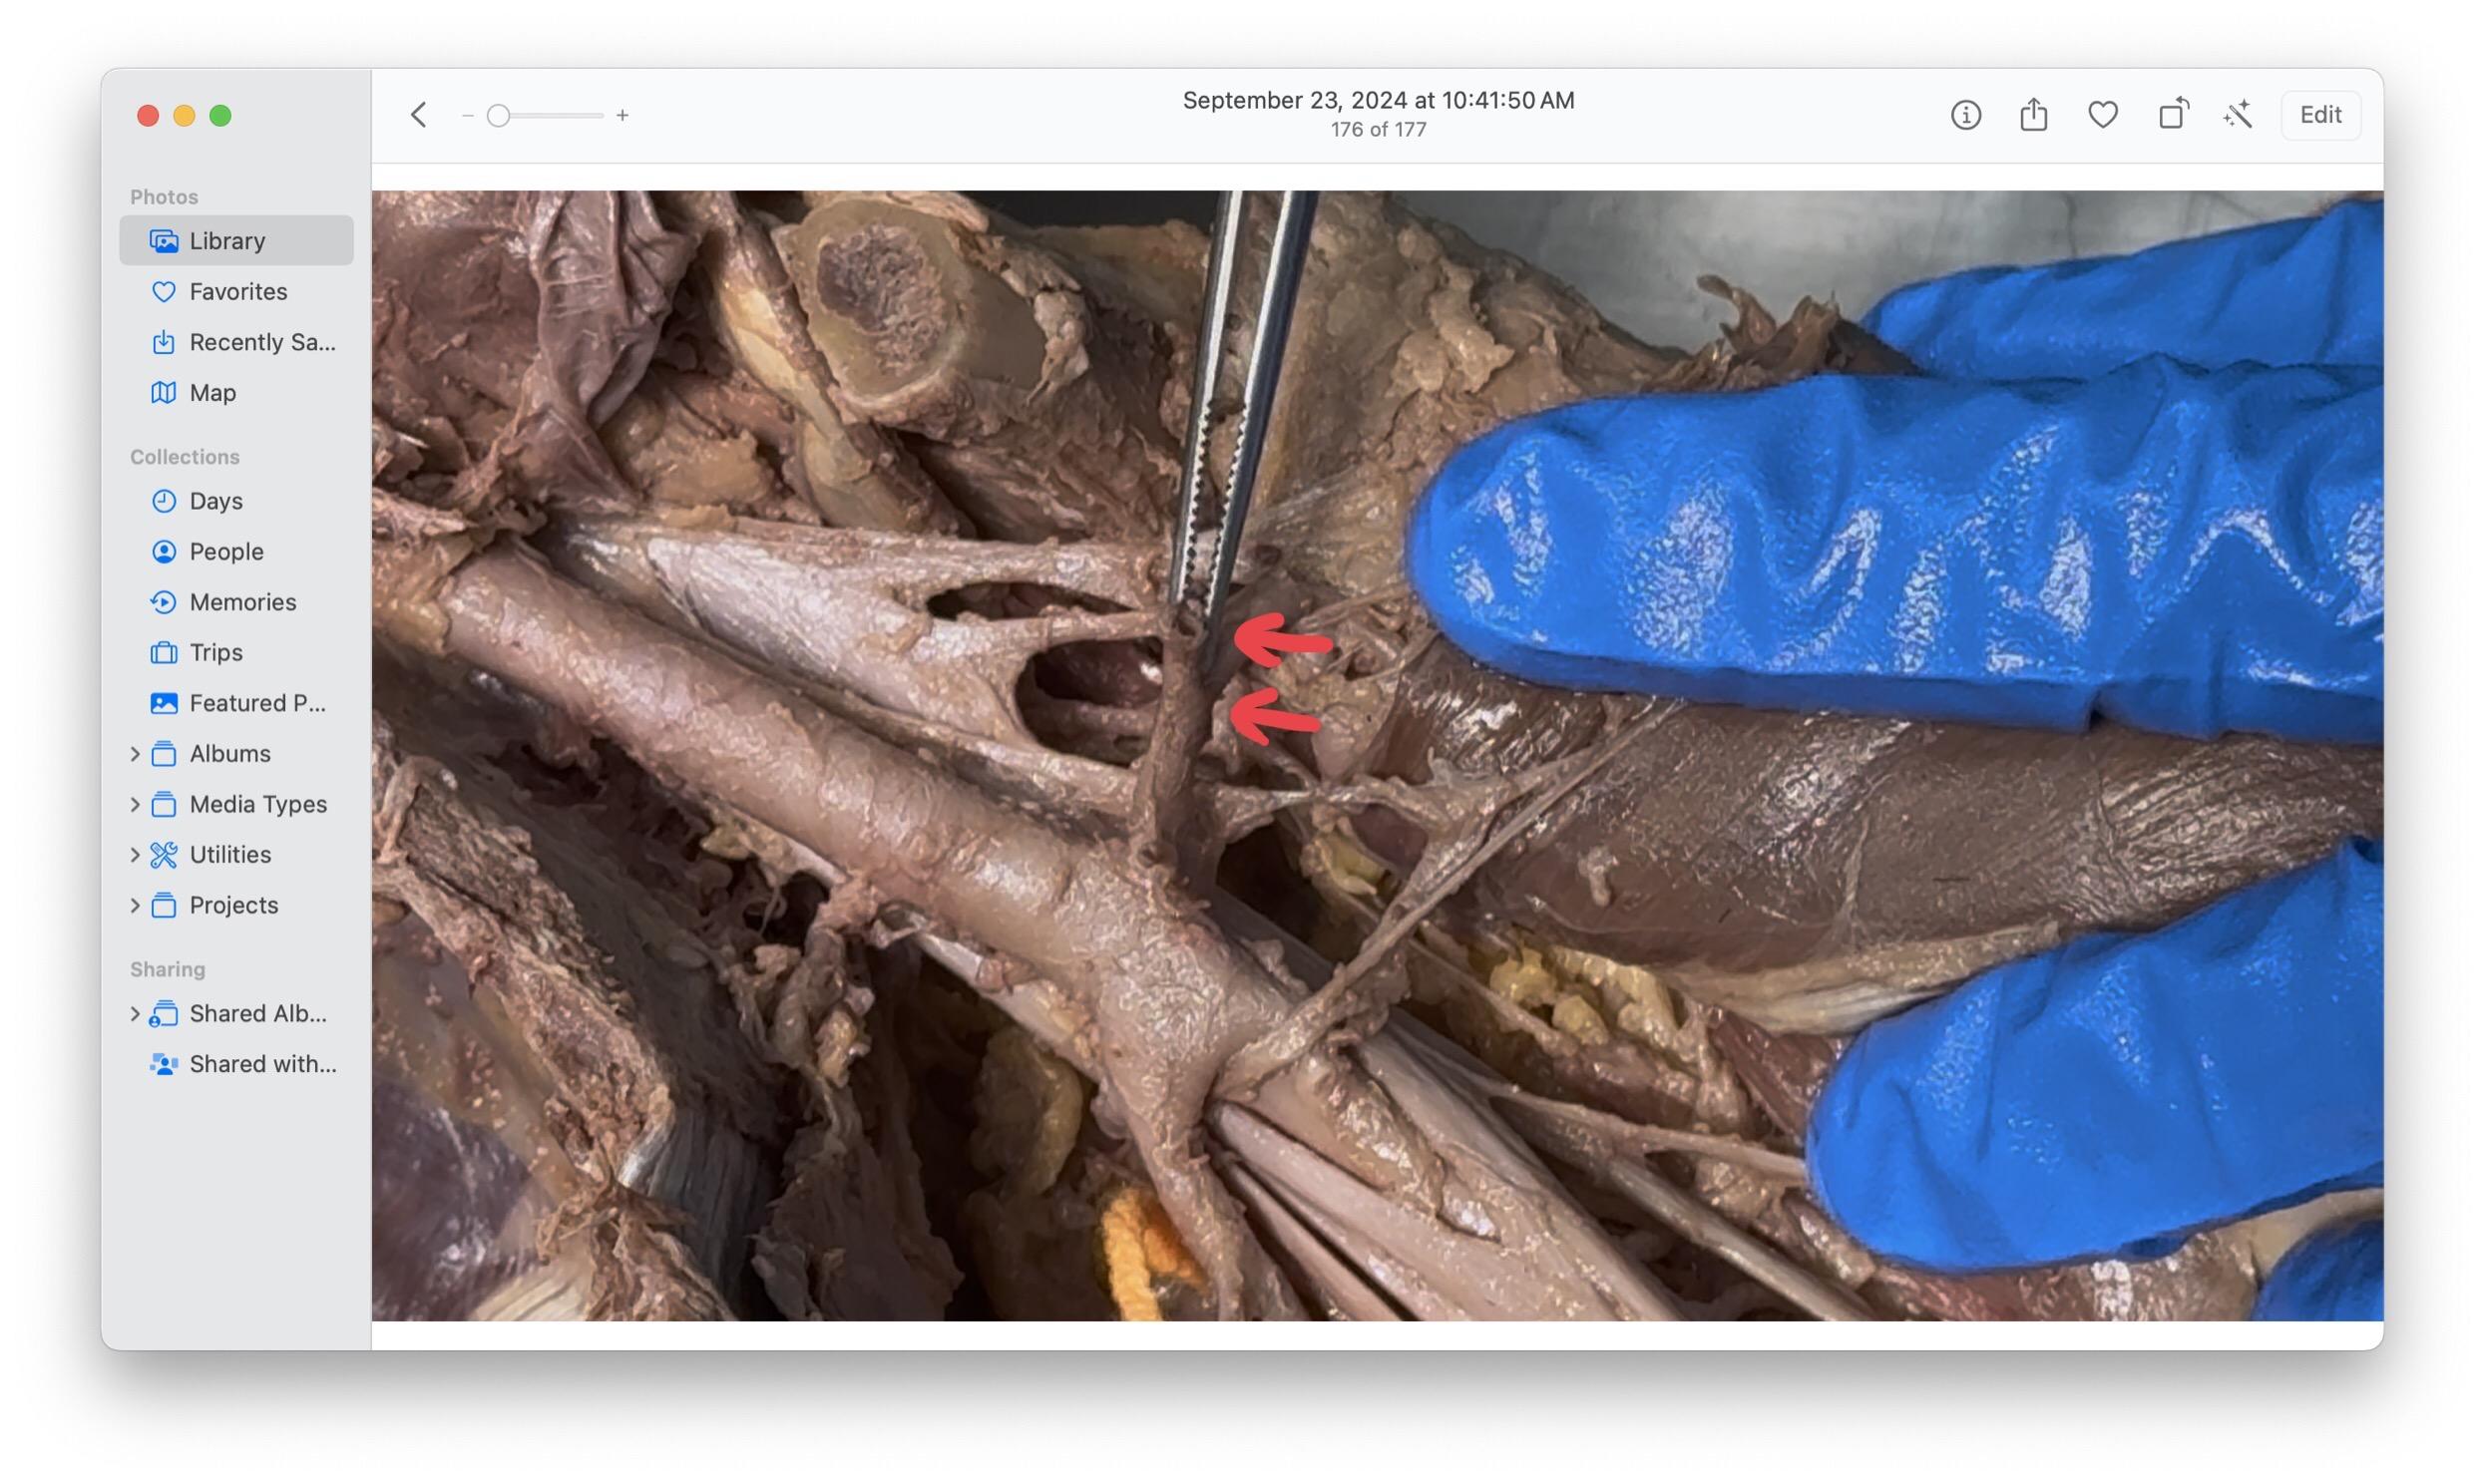 September 23, 2024 at 10:41:50 AM
176 of 177
Edit
Photos
Library
Favorites
Recently Sa...
Map
Collections
Days
People
Memories
Trips
Featured P...
Albums
Media Types
Utilities
Projects
Sharing
Shared Alb...
Shared with...